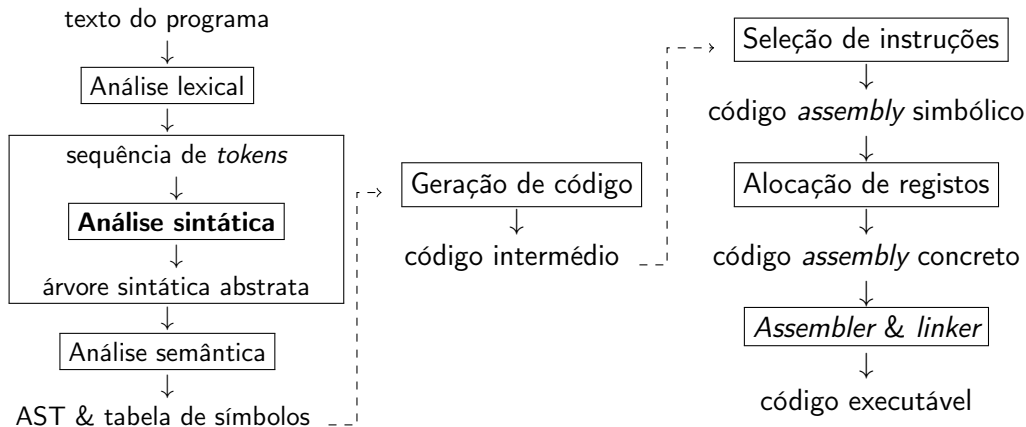 texto do programa
Análise lexical
sequência de tokens
Análise sintática
árvore sintática abstrata
Análise semântica
AST & tabela de símbolos
Geração de código
código intermédio
Seleção de instruções
código assembly simbólico
Alocação de registos
código assembly concreto
Assembler & linker
código executável